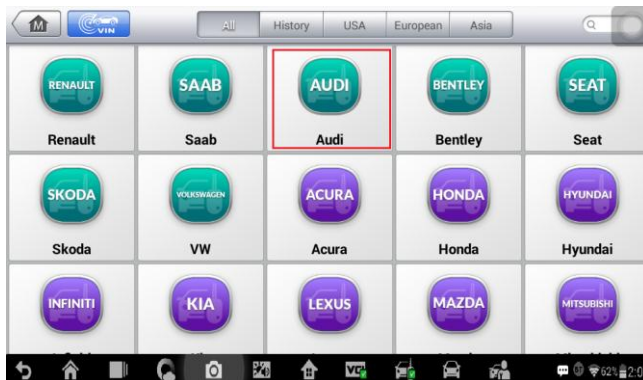 M VIN All History USA European Asia
RENAULT SAAB AUDI BENTLEY SEAT
Renault Saab Audi Bentley Seat
SKODA VOLKSWAGEN ACURA HONDA HYUNDAI
Skoda VW Acura Honda Hyundai
INFINITI KIA LEXUS MAZDA MITSUBISHI
VCI 62%